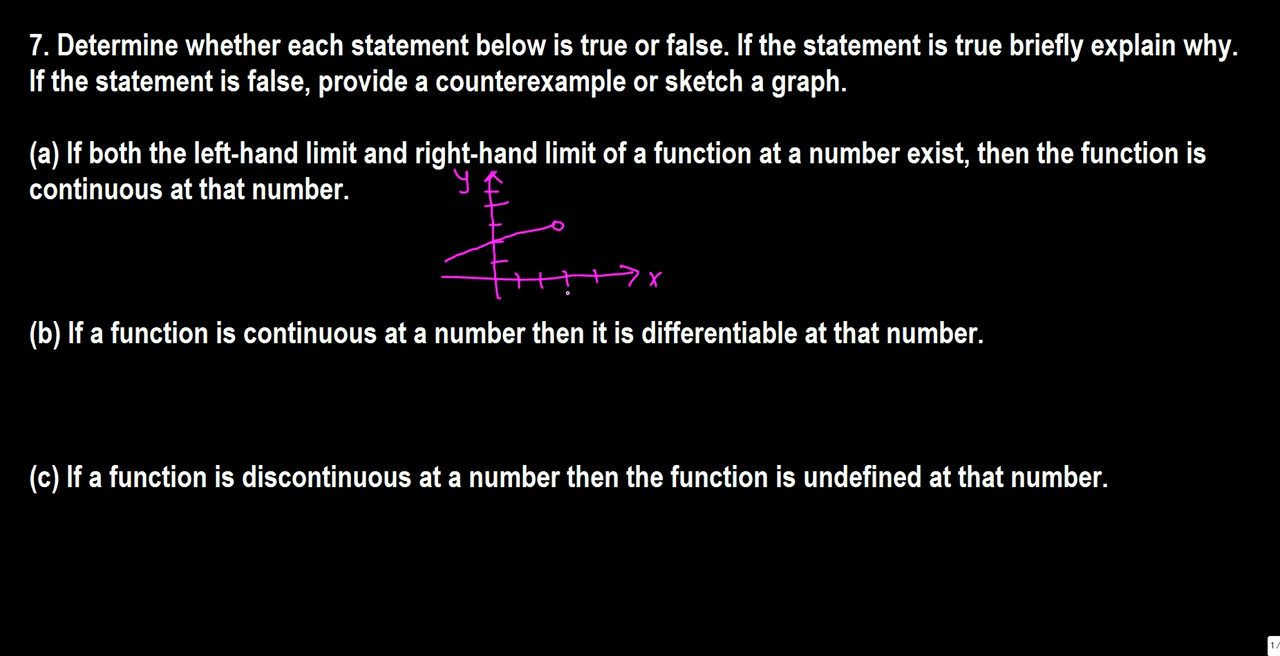 7. Determine whether each statement below is true or false. If the statement is true briefly explain why.
If the statement is false, provide a counterexample or sketch a graph.
(a) If both the left-hand limit and right-hand limit of a function at a number exist, then the function is
continuous at that number.
y
x
(b) If a function is continuous at a number then it is differentiable at that number.
(c) If a function is discontinuous at a number then the function is undefined at that number.